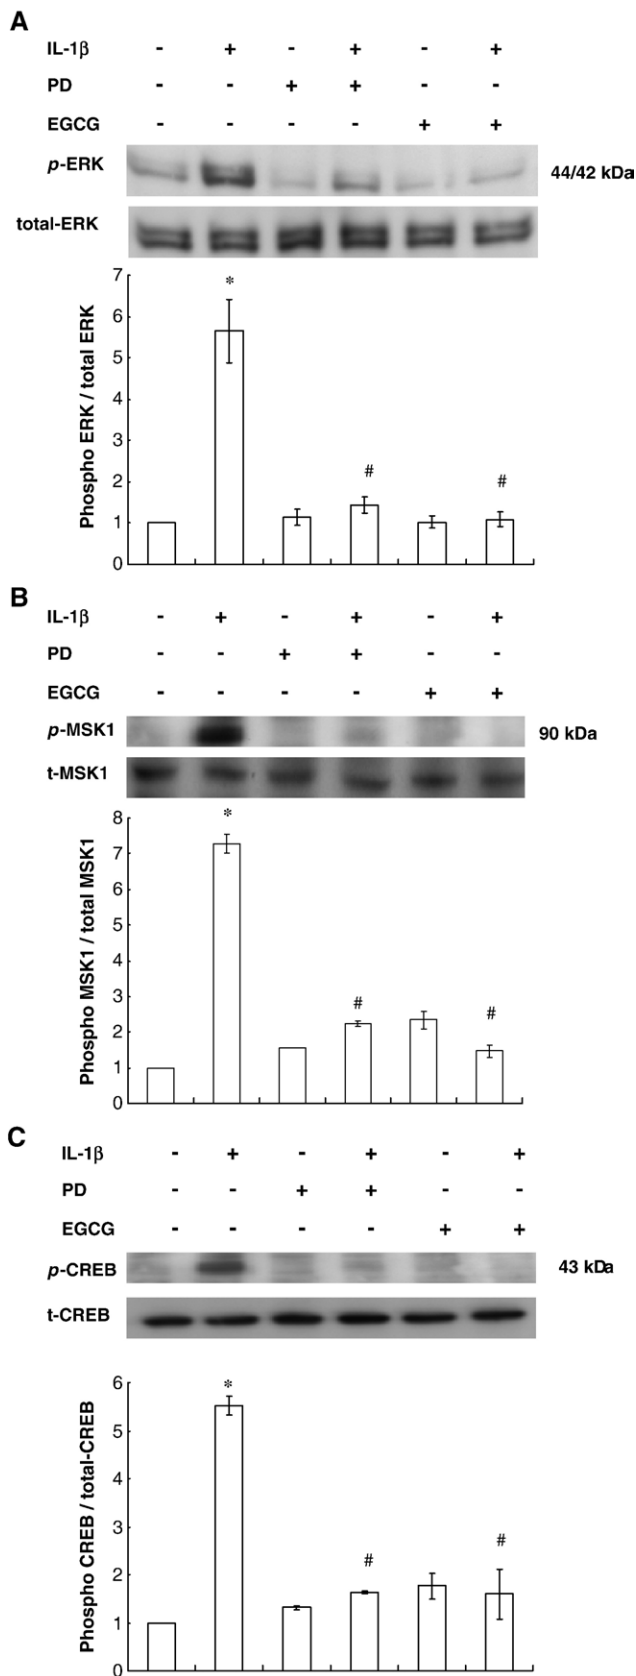 A
IL-1β - + - + - +
PD - - + + - -
EGCG - - - - + +
p-ERK 44/42 kDa
total-ERK
7
6
5
4
3
2
1
0
Phospho ERK / total ERK
*
#
#
B
IL-1β - + - + - +
PD - - + + - -
EGCG - - - - + +
p-MSK1 90 kDa
t-MSK1
8
7
6
5
4
3
2
1
0
Phospho MSK1 / total MSK1
*
#
#
C
IL-1β - + - + - +
PD - - + + - -
EGCG - - - - + +
p-CREB 43 kDa
t-CREB
6
5
4
3
2
1
0
Phospho CREB / total-CREB
*
#
#